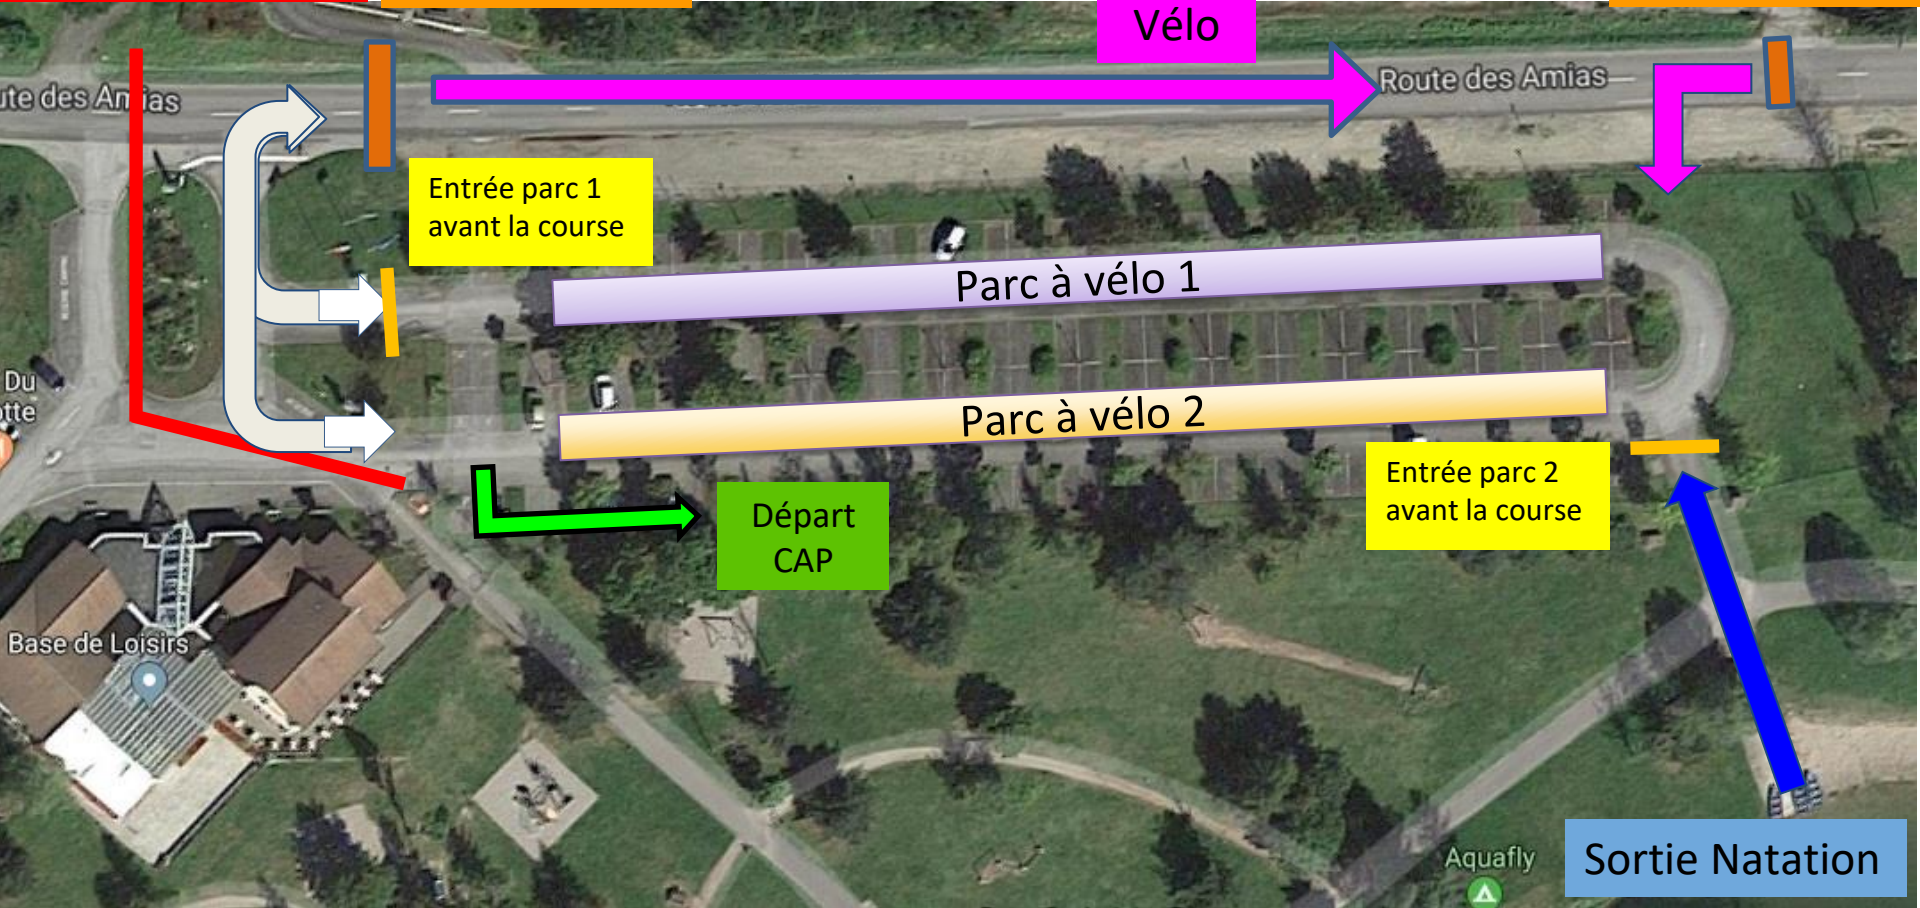 Vélo
ute des Amias
Route des Amias
Entrée parc 1
avant la course
Parc à vélo 1
Du
otte
Parc à vélo 2
Entrée parc 2
avant la course
Départ
CAP
Base de Loisirs
Aquafly
Sortie Natation